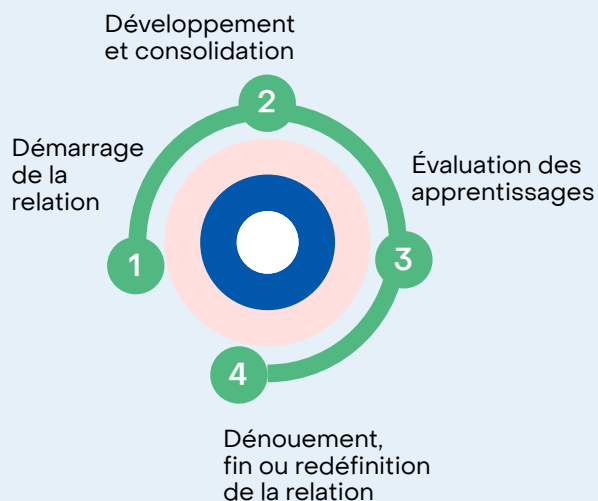 Développement
et consolidation
2
Démarrage
de la
relation
1
Évaluation des
apprentissages
3
4
Dénouement,
fin ou redéfinition
de la relation